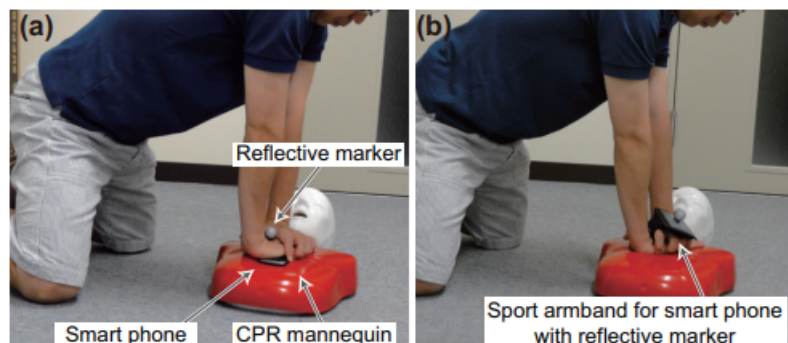 (a)
Reflective marker
Smart phone
CPR mannequin
(b)
Sport armband for smart phone
with reflective marker